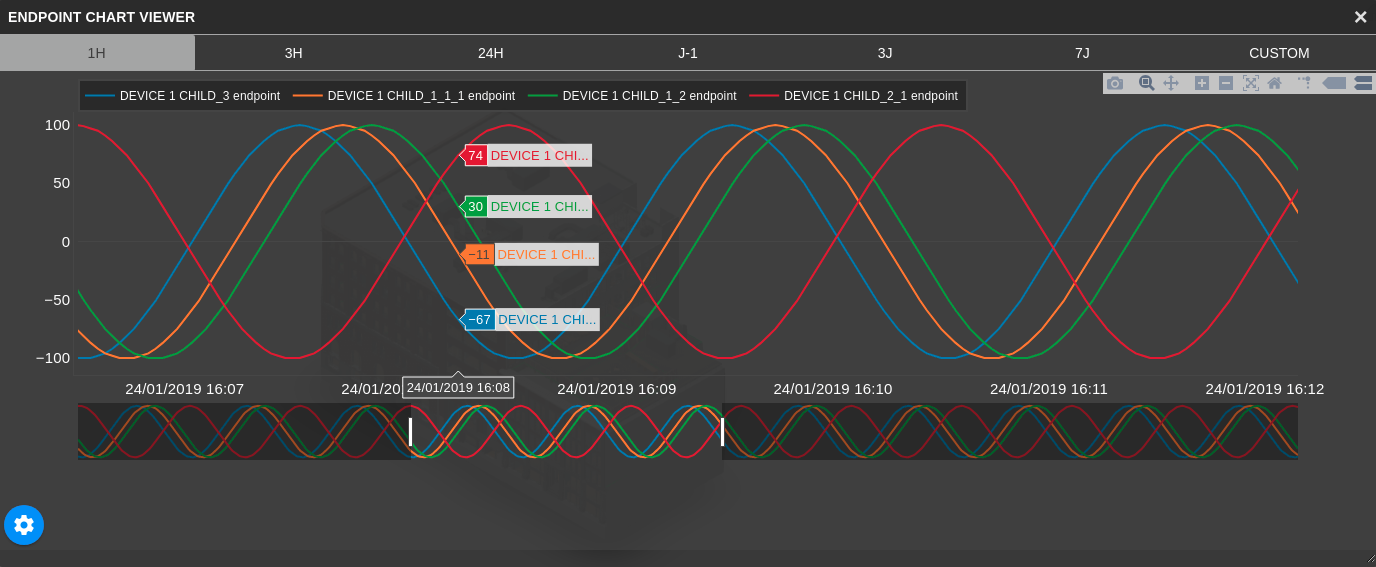 ENDPOINT CHART VIEWER
1H 3H 24H J-1 3J 7J CUSTOM
DEVICE 1 CHILD_3 endpoint DEVICE 1 CHILD_1_1_1 endpoint DEVICE 1 CHILD_1_2 endpoint DEVICE 1 CHILD_2_1 endpoint
100
74 DEVICE 1 CHI...
50
30 DEVICE 1 CHI...
0
−11 DEVICE 1 CHI...
−50
−67 DEVICE 1 CHI...
−100
24/01/2019 16:07 24/01/20 24/01/2019 16:08 24/01/2019 16:09 24/01/2019 16:10 24/01/2019 16:11 24/01/2019 16:12